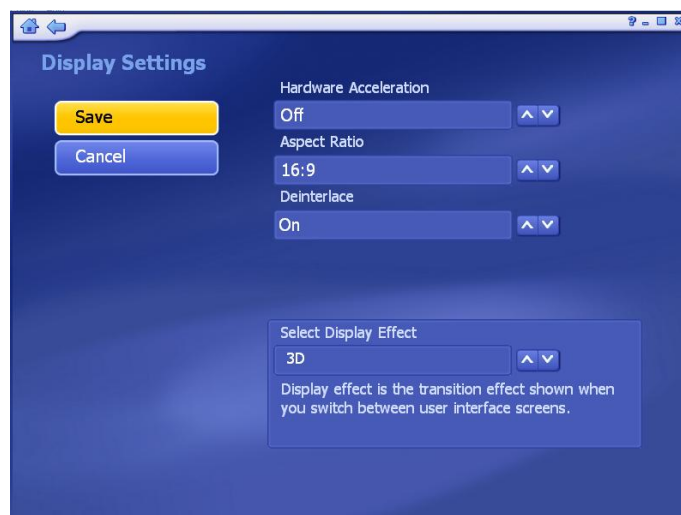 Display Settings
Save
Cancel
Hardware Acceleration
Off
Aspect Ratio
16:9
Deinterlace
On
Select Display Effect
3D
Display effect is the transition effect shown when
you switch between user interface screens.